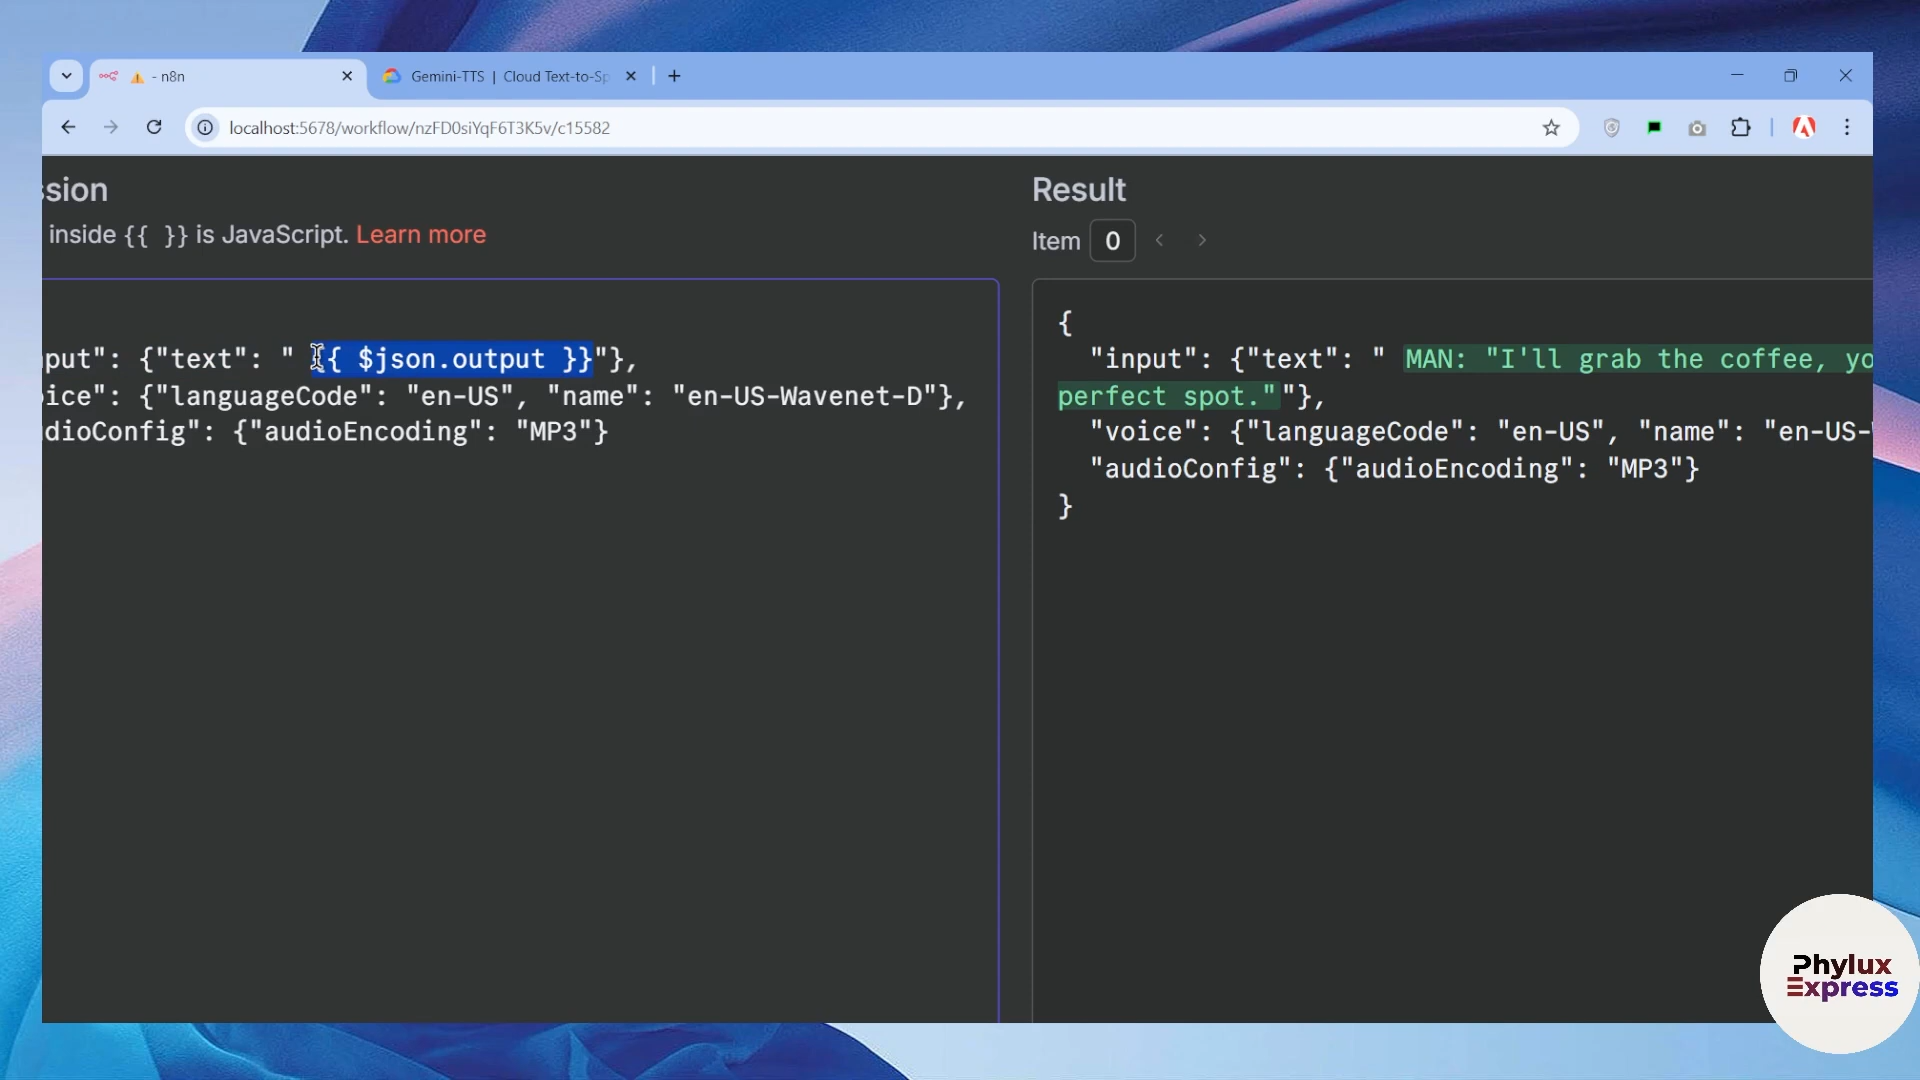 - n8n
Gemini-TTS | Cloud Text-to-Sp
localhost:5678/workflow/nzFD0siYqF6T3K5v/c15582
ssion
inside {{ }} is JavaScript. Learn more
put": {"text": " {{ $json.output }}"},
ice": {"languageCode": "en-US", "name": "en-US-Wavenet-D"},
dioConfig": {"audioEncoding": "MP3"}
Result
Item 0
{
"input": {"text": " MAN: "I'll grab the coffee, yo
perfect spot.""},
"voice": {"languageCode": "en-US", "name": "en-US-
"audioConfig": {"audioEncoding": "MP3"}
}
Phylux
Express